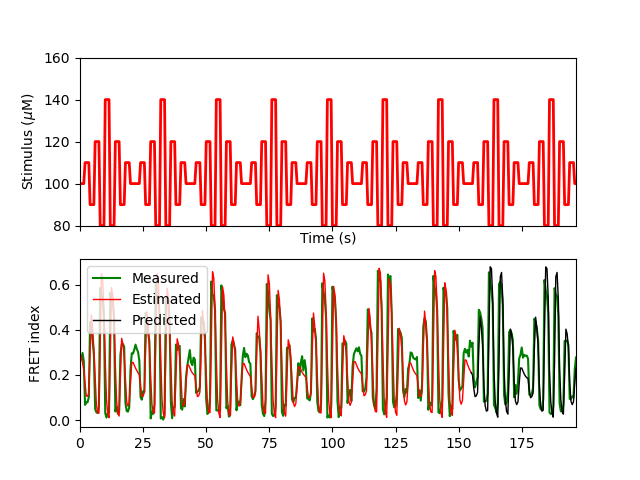 160
140
120
100
80
Stimulus (μM)
Time (s)
0.6
0.4
0.2
0.0
FRET index
Measured
Estimated
Predicted
0 25 50 75 100 125 150 175